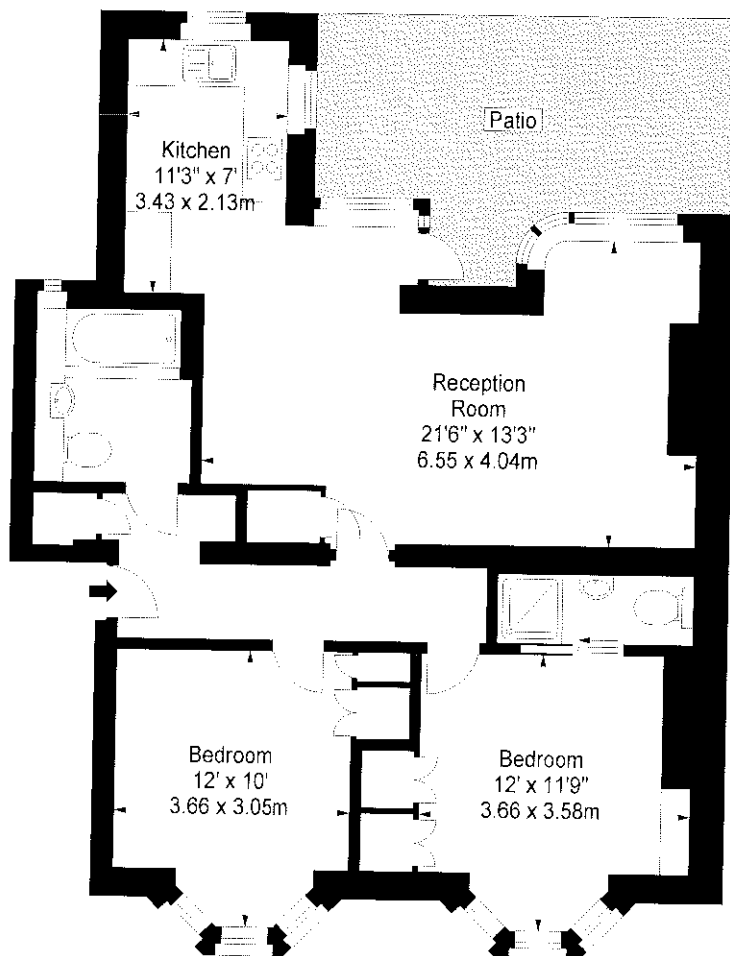 Patio
Kitchen
11'3" x 7'
3.43 x 2.13m
Reception
Room
21'6" x 13'3"
6.55 x 4.04m
Bedroom
12' x 10'
3.66 x 3.05m
Bedroom
12' x 11'9"
3.66 x 3.58m